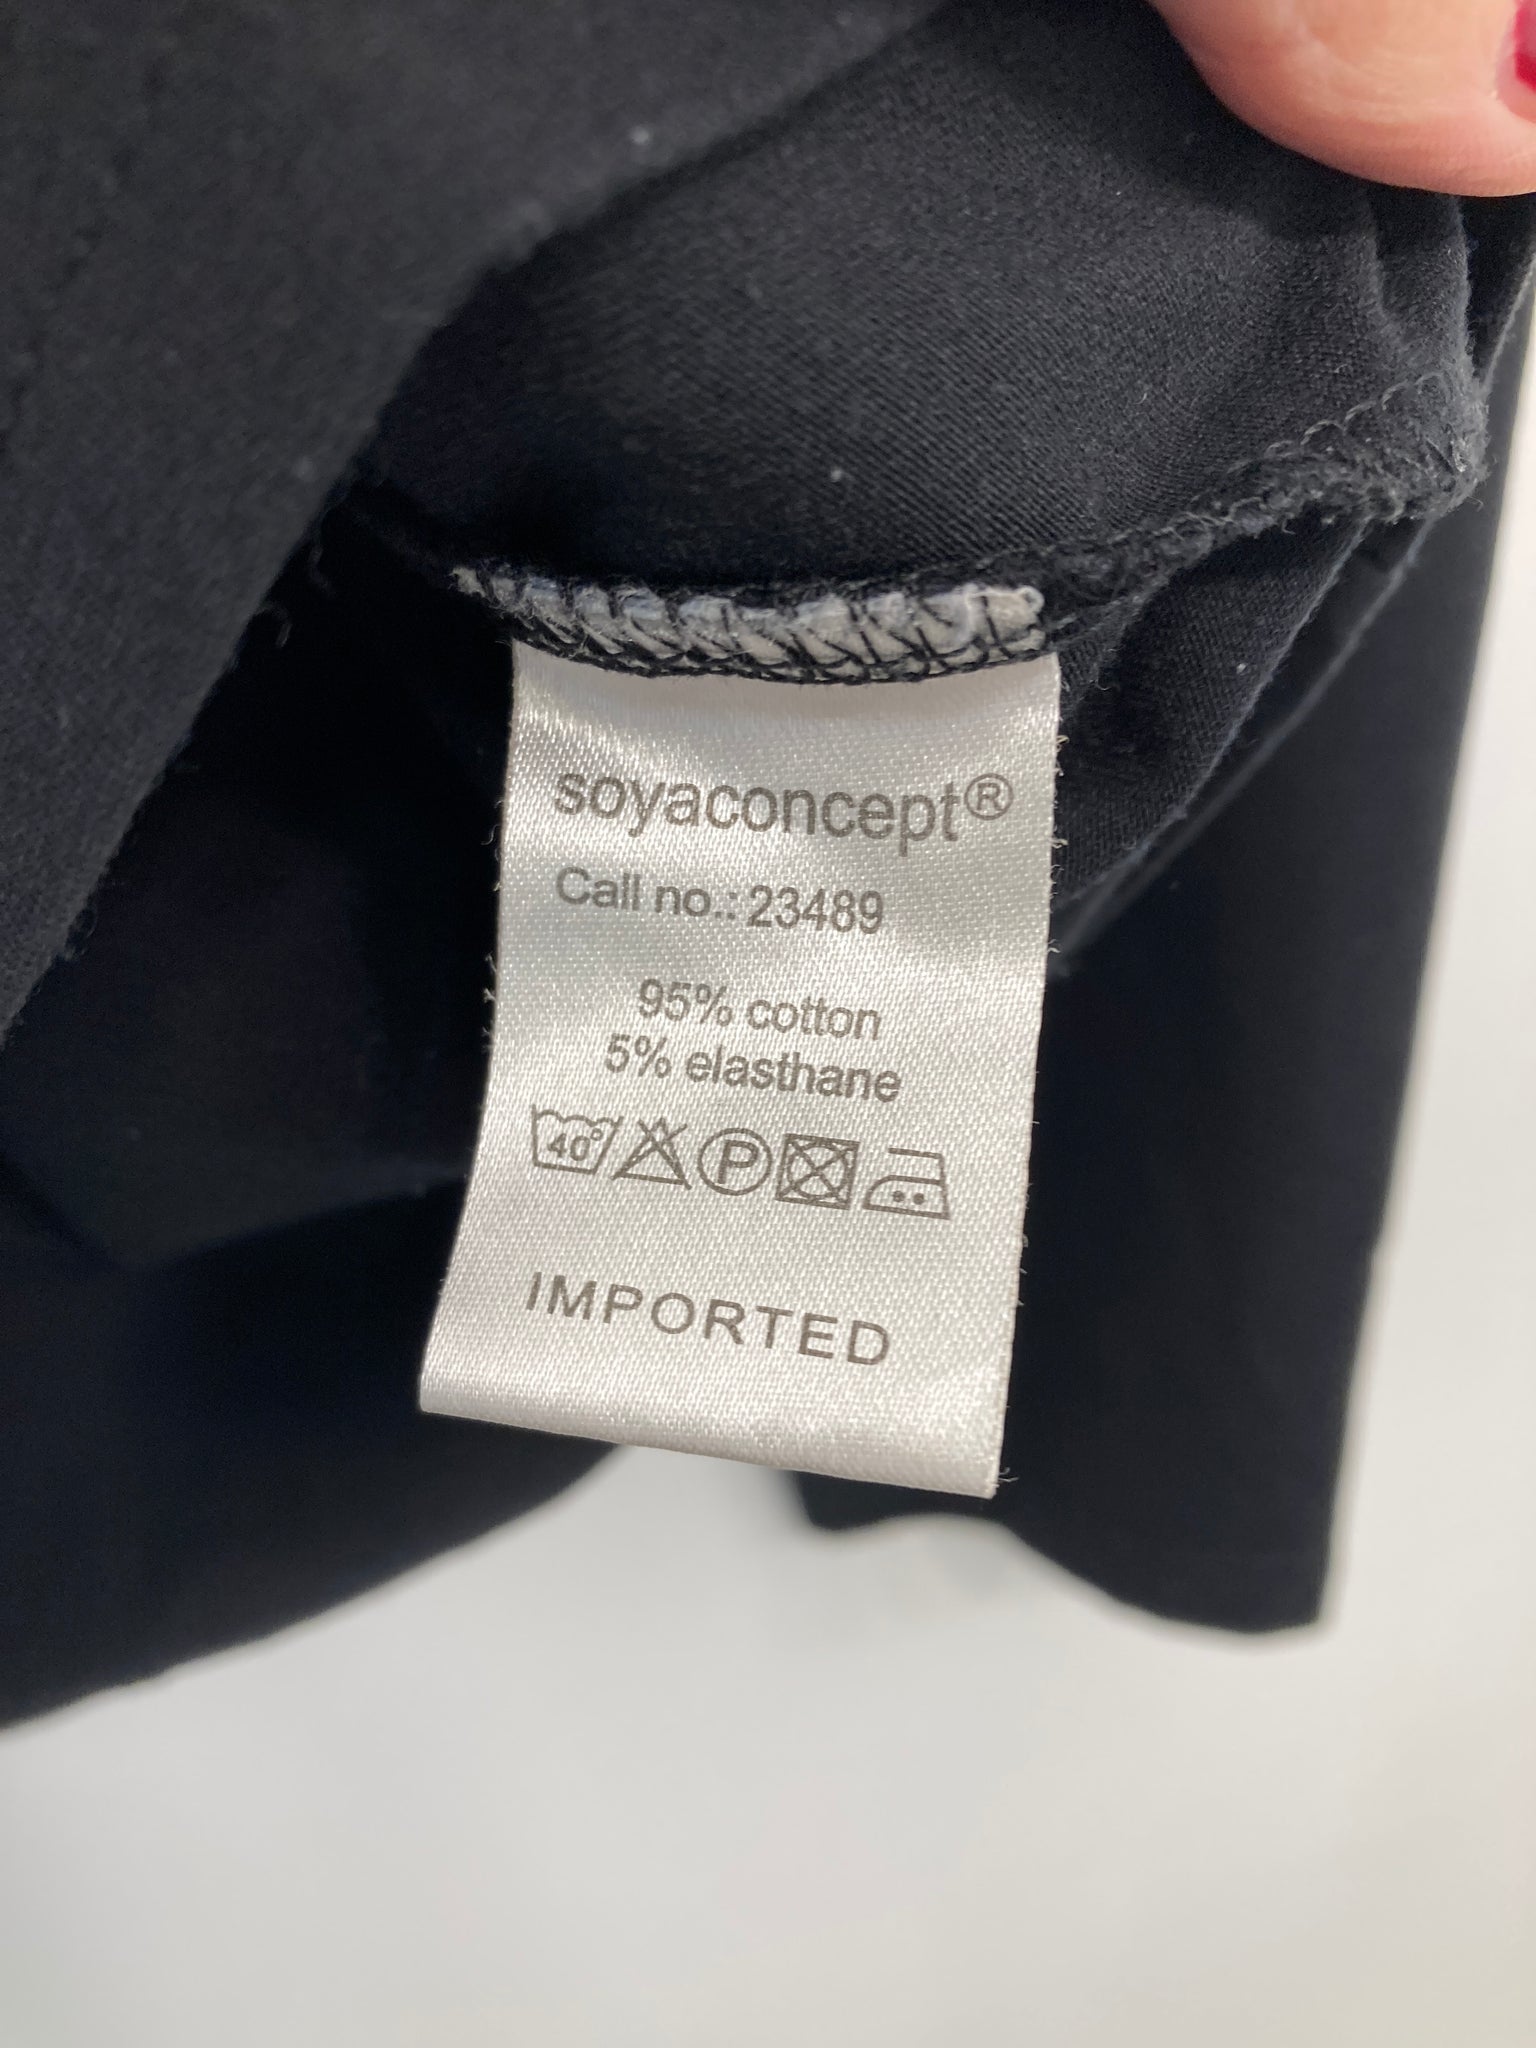 soyaconcept®
Call no.: 23489
95% cotton
5% elasthane
40° P
IMPORTED